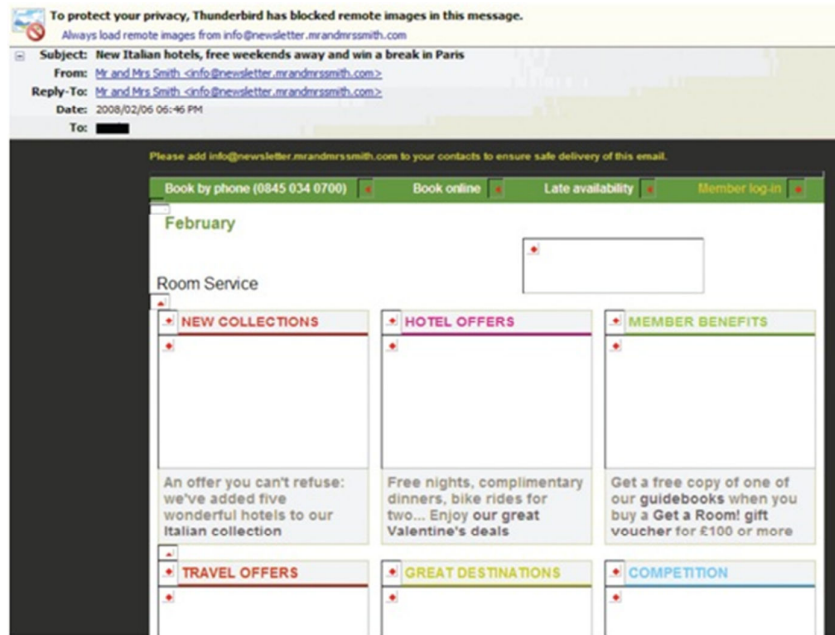 To protect your privacy, Thunderbird has blocked remote images in this message.
Always load remote images from info@newsletter.mrandmrssmith.com
Subject: New Italian hotels, free weekends away and win a break in Paris
From: Mr and Mrs Smith <info@newsletter.mrandmrssmith.com>
Reply-To: Mr and Mrs Smith <info@newsletter.mrandmrssmith.com>
Date: 2008/02/06 06:46 PM
To:
Please add info@newsletter.mrandmrssmith.com to your contacts to ensure safe delivery of this email.
Book by phone (0845 034 0700) Book online Late availability Member log-in
February
Room Service
NEW COLLECTIONS HOTEL OFFERS MEMBER BENEFITS
An offer you can't refuse:
we've added five
wonderful hotels to our
Italian collection
Free nights, complimentary
dinners, bike rides for
two... Enjoy our great
Valentine's deals
Get a free copy of one of
our guidebooks when you
buy a Get a Room! gift
voucher for £100 or more
TRAVEL OFFERS GREAT DESTINATIONS COMPETITION